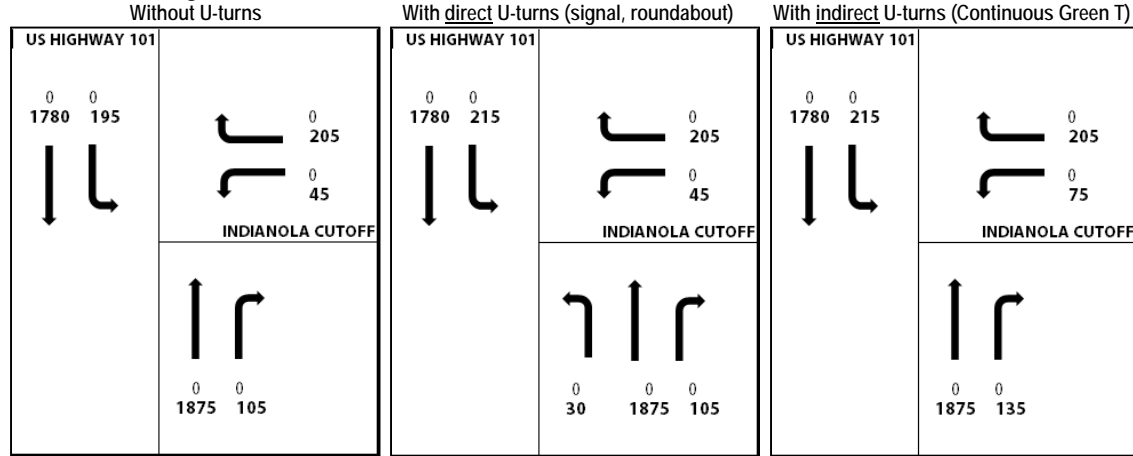 Without U-turns
US HIGHWAY 101
0 0
1780 195
0
205
0
45
INDIANOLA CUTOFF
0 0
1875 105
With direct U-turns (signal, roundabout)
US HIGHWAY 101
0 0
1780 215
0
205
0
45
INDIANOLA CUTOFF
0 0 0
30 1875 105
With indirect U-turns (Continuous Green T)
US HIGHWAY 101
0 0
1780 215
0
205
0
75
INDIANOLA CUTOFF
0 0
1875 135